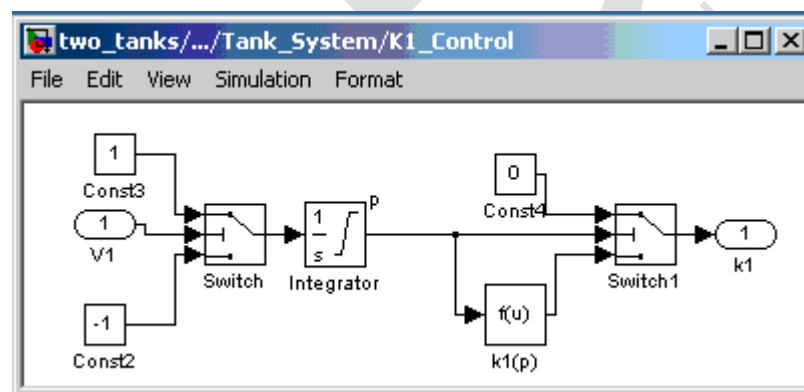 two_tanks/.../Tank_System/K1_Control
File Edit View Simulation Format
1
Const3
1
V1
-1
Const2
Switch
1
s
Integrator
p
0
Const4
f(u)
k1(p)
Switch1
1
k1